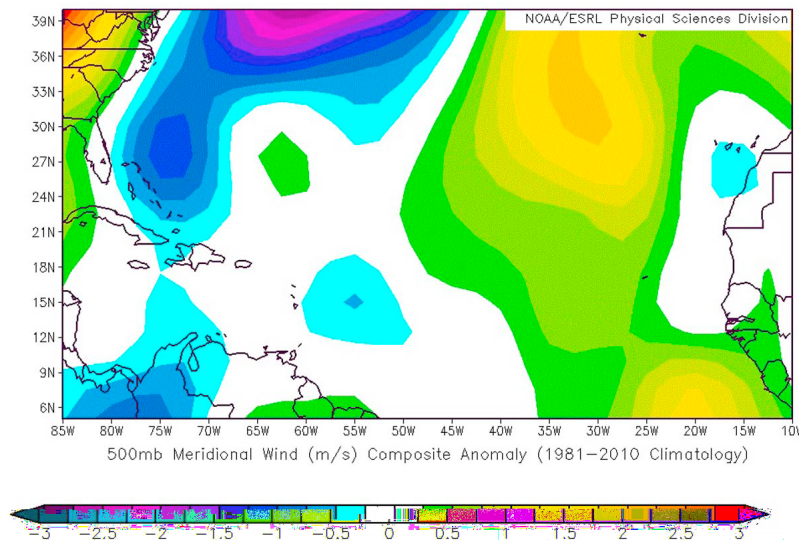 NOAA/ESRL Physical Sciences Division
39N
36N
33N
30N
27N
24N
21N
18N
15N
12N
9N
6N
85W 80W 75W 70W 65W 60W 55W 50W 45W 40W 35W 30W 25W 20W 15W 10W
500mb Meridional Wind (m/s) Composite Anomaly (1981-2010 Climatology)
-3 -2.5 -2 -1.5 -1 -0.5 0 0.5 1 1.5 2 2.5 3